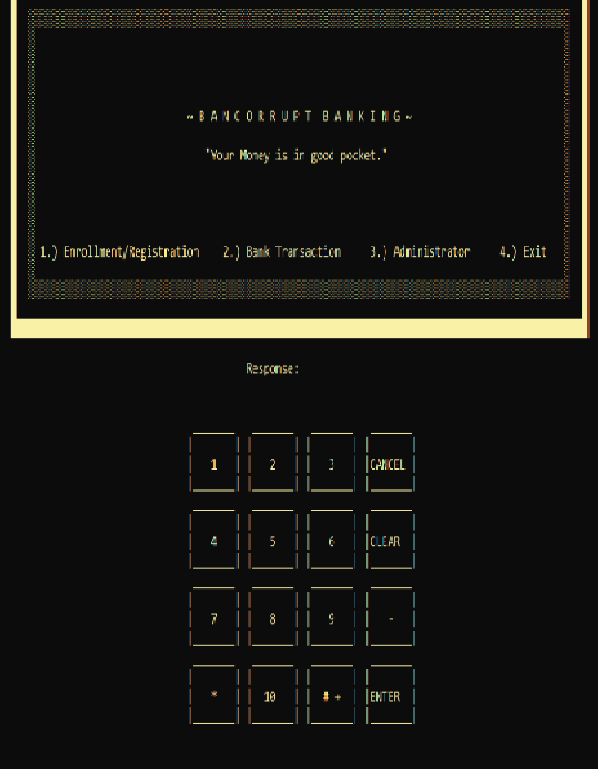 ~ B A N C O R R U P T  B A N K I N G ~
"Your Money is in good pocket."
1.) Enrollment/Registration 2.) Bank Transaction 3.) Administrator 4.) Exit
Response:
1 2 3 CANCEL
4 5 6 CLEAR
7 8 9 -
* 10 # + ENTER